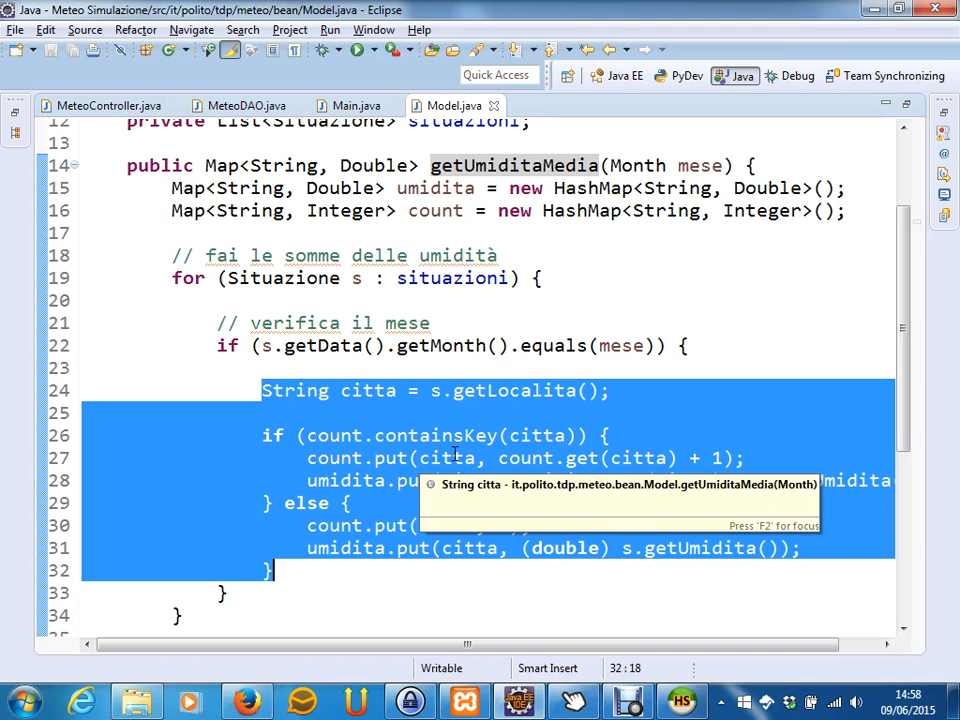 Java - Meteo Simulazione/src/it/polito/tdp/meteo/bean/Model.java - Eclipse
File Edit Source Refactor Navigate Search Project Run Window Help
Quick Access Java EE PyDev Java Debug Team Synchronizing
MeteoController.java MeteoDAO.java Main.java Model.java
12 private List<Situazione> situazioni;
13
14 public Map<String, Double> getUmiditaMedia(Month mese) {
15 Map<String, Double> umidita = new HashMap<String, Double>();
16 Map<String, Integer> count = new HashMap<String, Integer>();
17
18 // fai le somme delle umidità
19 for (Situazione s : situazioni) {
20
21 // verifica il mese
22 if (s.getData().getMonth().equals(mese)) {
23
24 String citta = s.getLocalita();
25
26 if (count.containsKey(citta)) {
27 count.put(citta, count.get(citta) + 1);
28 umidita.pu
String citta - it.polito.tdp.meteo.bean.Model.getUmiditaMedia(Month)
29 } else {
30 count.put(
Press 'F2' for focus
31 umidita.put(citta, (double) s.getUmidita());
32 }
33 }
34 }
Writable Smart Insert 32 : 18
14:58
09/06/2015